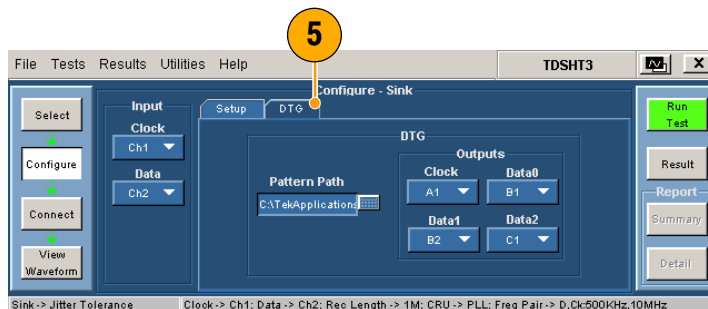 5
File Tests Results Utilities Help TDSHT3 X
Configure - Sink
Select
Configure
Connect
View
Waveform
Input
Clock
Ch1
Data
Ch2
Setup DTG
DTG
Pattern Path
C:\TekApplications
Outputs
Clock Data0
A1 B1
Data1 Data2
B2 C1
Run
Test
Result
Report
Summary
Detail
Sink-> Jitter Tolerance Clock-> Ch1; Data-> Ch2; Rec Length-> 1M; CRU-> PLL; Freq Pair-> D,Ck:500KHz,10MHz